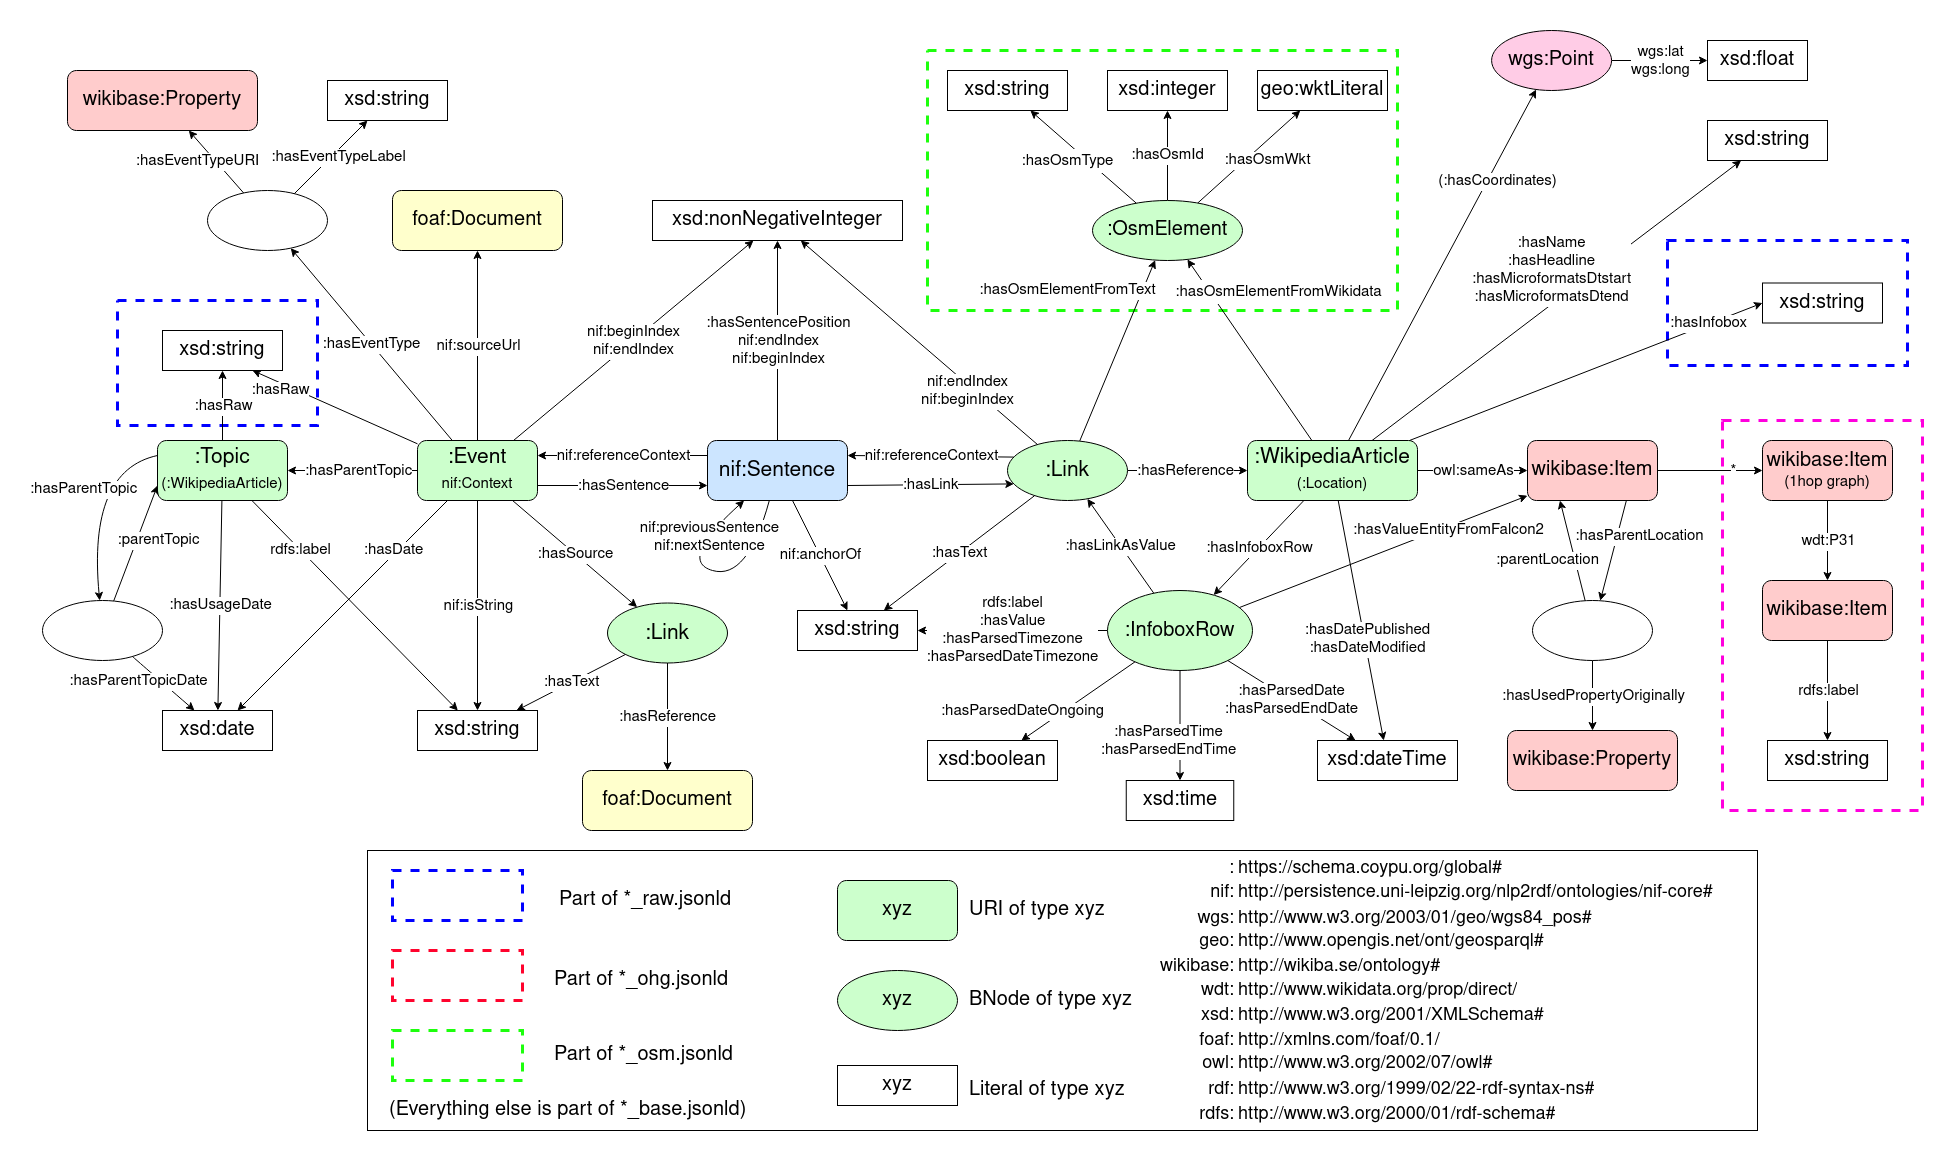 wgs:Point
wgs:lat
wgs:long
xsd:float
wikibase:Property
xsd:string
xsd:string
xsd:integer
geo:wktLiteral
xsd:string
:hasEventTypeURI
:hasEventTypeLabel
:hasOsmType
:hasOsmId
:hasOsmWkt
(:hasCoordinates)
foaf:Document
xsd:nonNegativeInteger
:OsmElement
:hasName
:hasHeadline
:hasMicroformatsDtstart
:hasMicroformatsDtend
:hasOsmElementFromText
:hasOsmElementFromWikidata
xsd:string
:hasInfobox
xsd:string
:hasEventType
nif:sourceUrl
nif:beginIndex
nif:endIndex
:hasSentencePosition
nif:endIndex
nif:beginIndex
:hasRaw
:hasRaw
nif:endIndex
nif:beginIndex
:Topic
(:WikipediaArticle)
:hasParentTopic
:Event
nif:Context
nif:referenceContext
:hasSentence
nif:Sentence
nif:referenceContext
:hasLink
:Link
:hasReference
:WikipediaArticle
(:Location)
owl:sameAs
wikibase:Item
*
wikibase:Item
(1hop graph)
:hasParentTopic
:parentTopic
rdfs:label
:hasDate
:hasSource
nif:previousSentence
nif:nextSentence
nif:anchorOf
:hasText
:hasLinkAsValue
:hasInfoboxRow
:hasValueEntityFromFalcon2
:parentLocation
:hasParentLocation
wdt:P31
:hasUsageDate
nif:isString
:Link
xsd:string
rdfs:label
:hasValue
:hasParsedTimezone
:hasParsedDateTimezone
:InfoboxRow
:hasDatePublished
:hasDateModified
wikibase:Item
:hasParentTopicDate
:hasText
:hasReference
:hasParsedDateOngoing
:hasParsedTime
:hasParsedEndTime
:hasParsedDate
:hasParsedEndDate
:hasUsedPropertyOriginally
rdfs:label
xsd:date
xsd:string
foaf:Document
xsd:boolean
xsd:time
xsd:dateTime
wikibase:Property
xsd:string
Part of *_raw.jsonld
Part of *_ohg.jsonld
Part of *_osm.jsonld
(Everything else is part of *_base.jsonld)
xyz
URI of type xyz
xyz
BNode of type xyz
xyz
Literal of type xyz
: https://schema.coypu.org/global#
nif: http://persistence.uni-leipzig.org/nlp2rdf/ontologies/nif-core#
wgs: http://www.w3.org/2003/01/geo/wgs84_pos#
geo: http://www.opengis.net/ont/geosparql#
wikibase: http://wikiba.se/ontology#
wdt: http://www.wikidata.org/prop/direct/
xsd: http://www.w3.org/2001/XMLSchema#
foaf: http://xmlns.com/foaf/0.1/
owl: http://www.w3.org/2002/07/owl#
rdf: http://www.w3.org/1999/02/22-rdf-syntax-ns#
rdfs: http://www.w3.org/2000/01/rdf-schema#